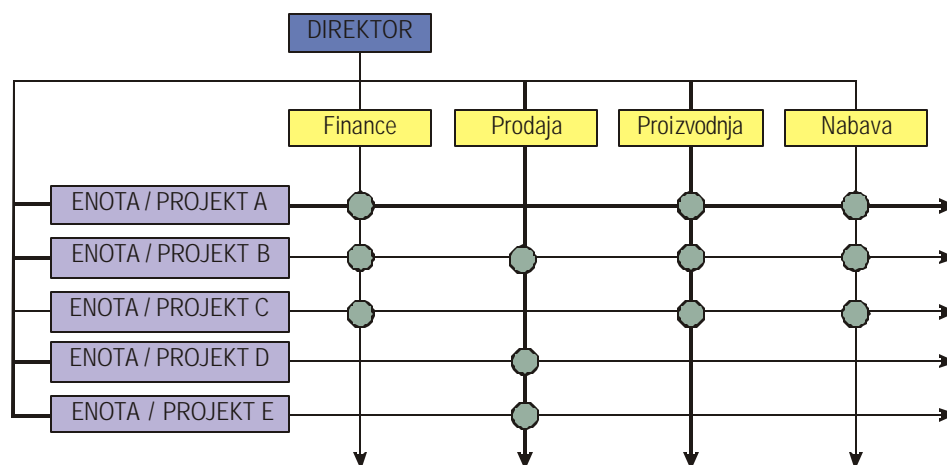 DIREKTOR
Finance
Prodaja
Proizvodnja
Nabava
ENOTA / PROJEKT A
ENOTA / PROJEKT B
ENOTA / PROJEKT C
ENOTA / PROJEKT D
ENOTA / PROJEKT E